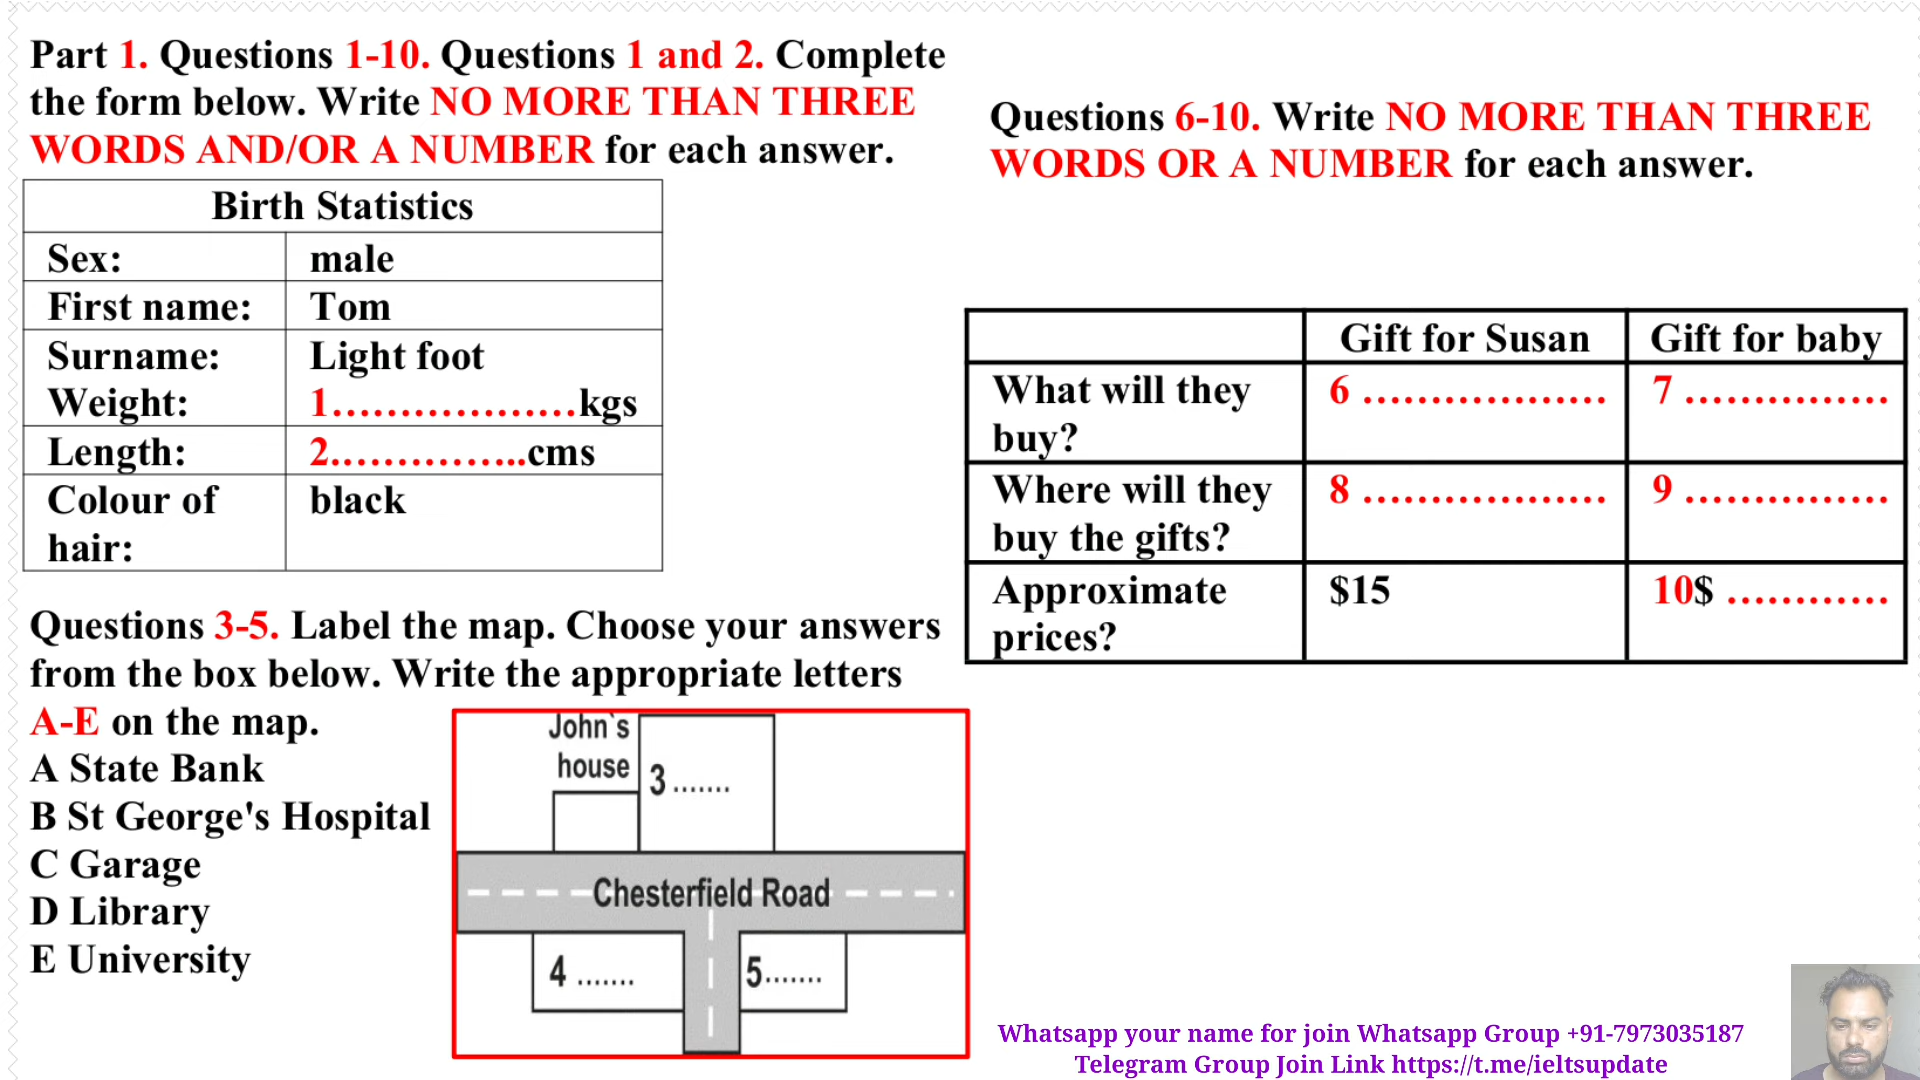 Part 1. Questions 1-10. Questions 1 and 2. Complete
the form below. Write NO MORE THAN THREE
WORDS AND/OR A NUMBER for each answer.
Birth Statistics
Sex: male
First name: Tom
Surname: Light foot
Weight: 1………………kgs
Length: 2…………..cms
Colour of black
hair:
Questions 3-5. Label the map. Choose your answers
from the box below. Write the appropriate letters
A-E on the map.
A State Bank
B St George's Hospital
C Garage
D Library
E University
John`s
house
3.......
Chesterfield Road
4 .......
5.......
Questions 6-10. Write NO MORE THAN THREE
WORDS OR A NUMBER for each answer.
Gift for Susan Gift for baby
What will they 6 ……………… 7 ……………
buy?
Where will they 8 ……………… 9 ……………
buy the gifts?
Approximate $15 10$ …………
prices?
Whatsapp your name for join Whatsapp Group +91-7973035187
Telegram Group Join Link https://t.me/ieltsupdate